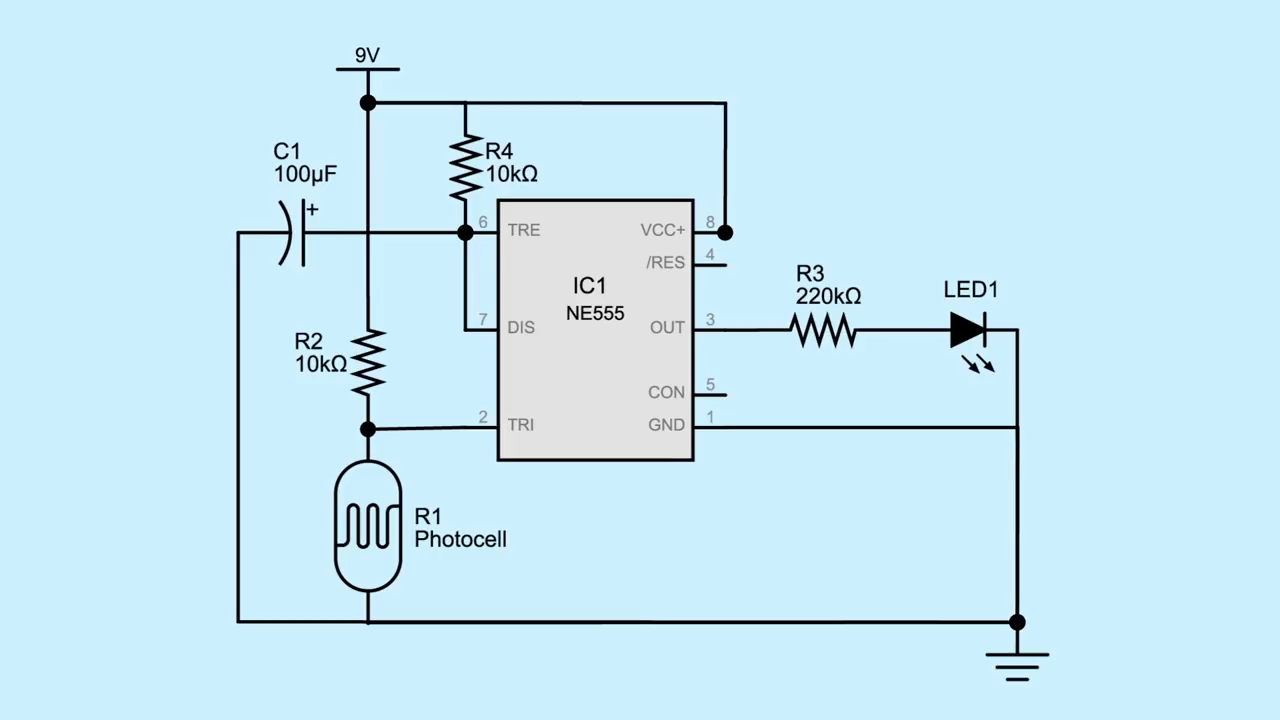 9V
C1
100µF
+
R4
10kΩ
6
TRE
VCC+
8
/RES
4
IC1
NE555
R3
220kΩ
LED1
7
DIS
OUT
3
R2
10kΩ
CON
5
2
TRI
GND
1
R1
Photocell